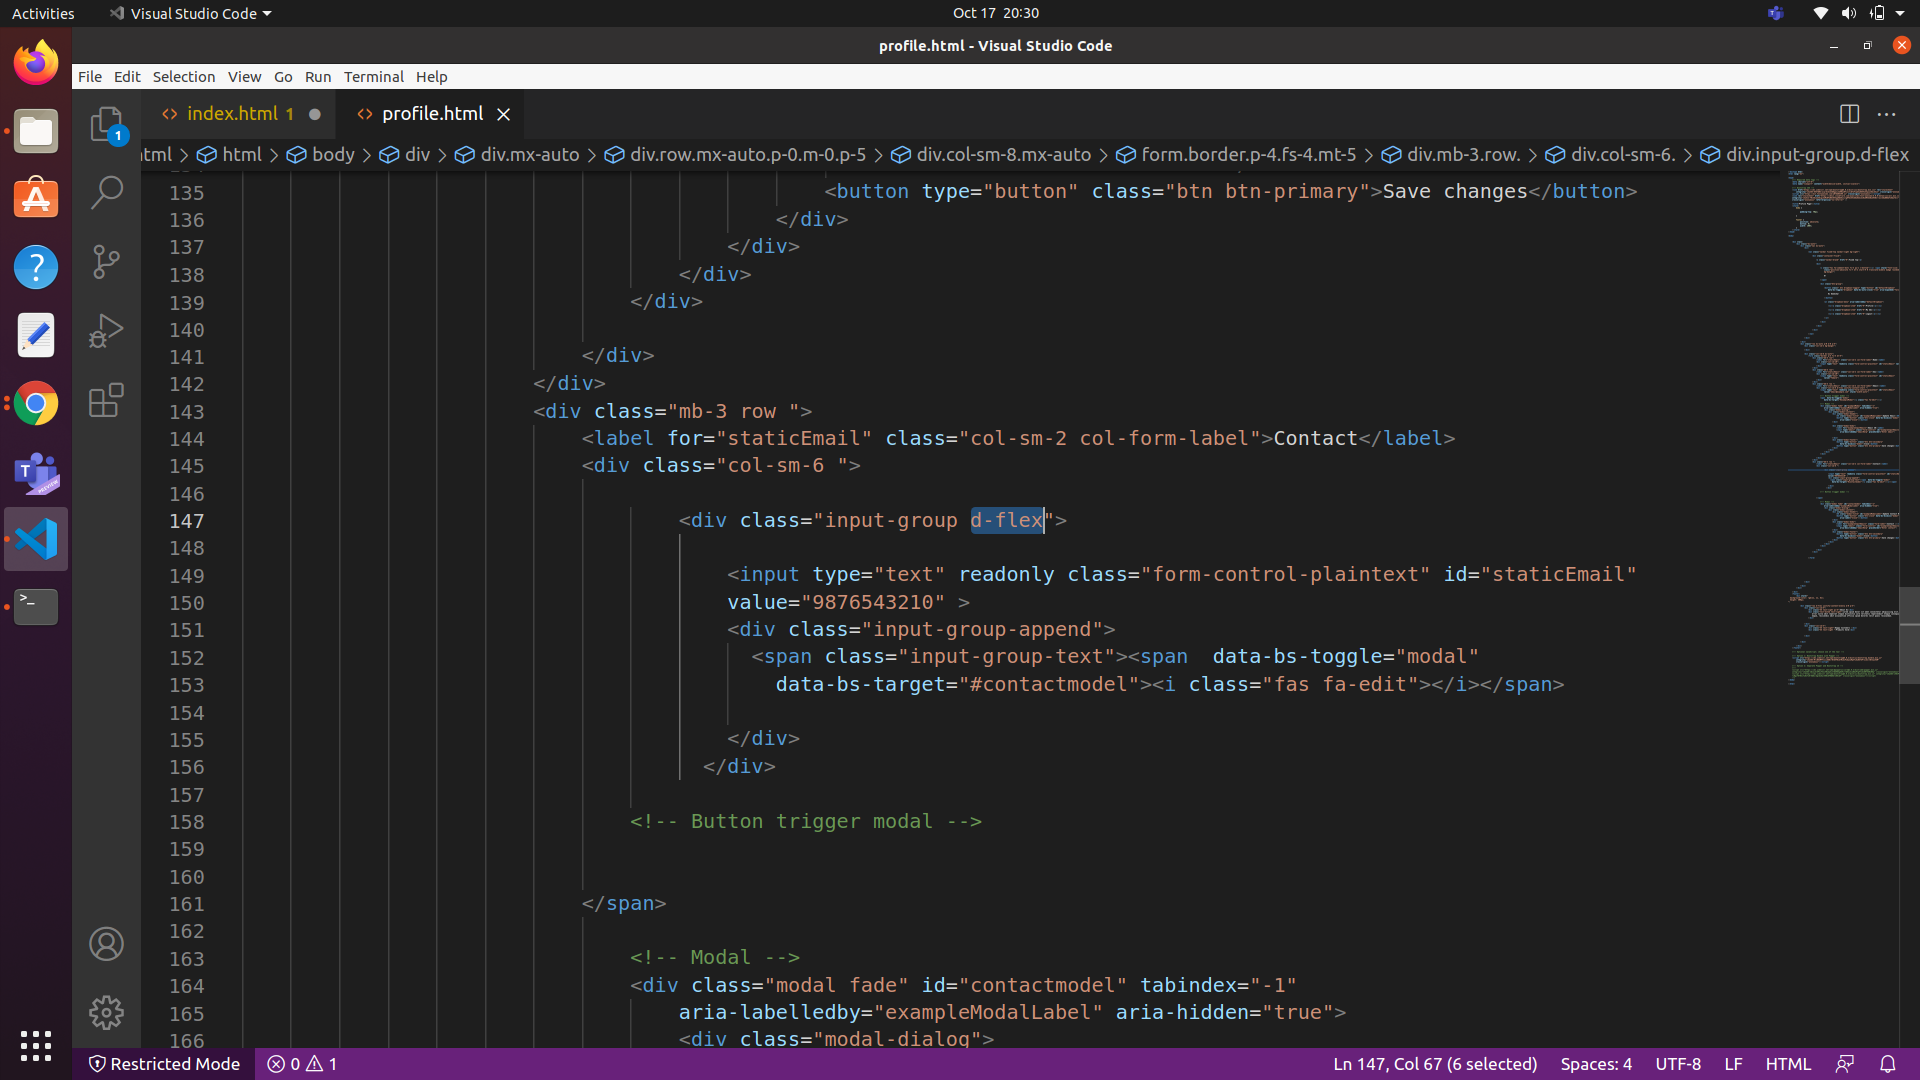 Activities Visual Studio Code Oct 17 20:30
profile.html - Visual Studio Code
File Edit Selection View Go Run Terminal Help
index.html 1 profile.html
tml > html > body > div > div.mx-auto > div.row.mx-auto.p-0.m-0.p-5 > div.col-sm-8.mx-auto > form.border.p-4.fs-4.mt-5 > div.mb-3.row. > div.col-sm-6. > div.input-group.d-flex
135 <button type="button" class="btn btn-primary">Save changes</button>
136 </div>
137 </div>
138 </div>
139 </div>
140
141 </div>
142 </div>
143 <div class="mb-3 row ">
144 <label for="staticEmail" class="col-sm-2 col-form-label">Contact</label>
145 <div class="col-sm-6 ">
146
147 <div class="input-group d-flex">
148
149 <input type="text" readonly class="form-control-plaintext" id="staticEmail"
150 value="9876543210" >
151 <div class="input-group-append">
152 <span class="input-group-text"><span  data-bs-toggle="modal"
153 data-bs-target="#contactmodel"><i class="fas fa-edit"></i></span>
154
155 </div>
156 </div>
157
158 <!-- Button trigger modal -->
159
160
161 </span>
162
163 <!-- Modal -->
164 <div class="modal fade" id="contactmodel" tabindex="-1"
165 aria-labelledby="exampleModalLabel" aria-hidden="true">
166 <div class="modal-dialog">
1
Restricted Mode 0 1 Ln 147, Col 67 (6 selected) Spaces: 4 UTF-8 LF HTML